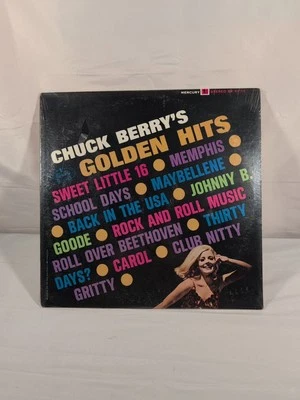 MERCURY
CHUCK BERRY'S
GOLDEN HITS
SWEET LITTLE 16 MEMPHIS
SCHOOL DAYS MAYBELLENE
BACK IN THE USA JOHNNY B.
GOODE ROCK AND ROLL MUSIC
ROLL OVER BEETHOVEN THIRTY
DAYS? CAROL CLUB NITTY
GRITTY